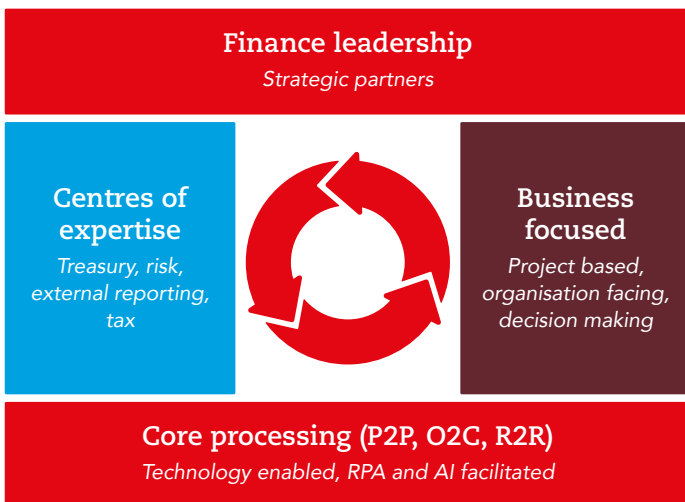 Finance leadership
Strategic partners
Centres of
expertise
Treasury, risk,
external reporting,
tax
Business
focused
Project based,
organisation facing,
decision making
Core processing (P2P, O2C, R2R)
Technology enabled, RPA and AI facilitated